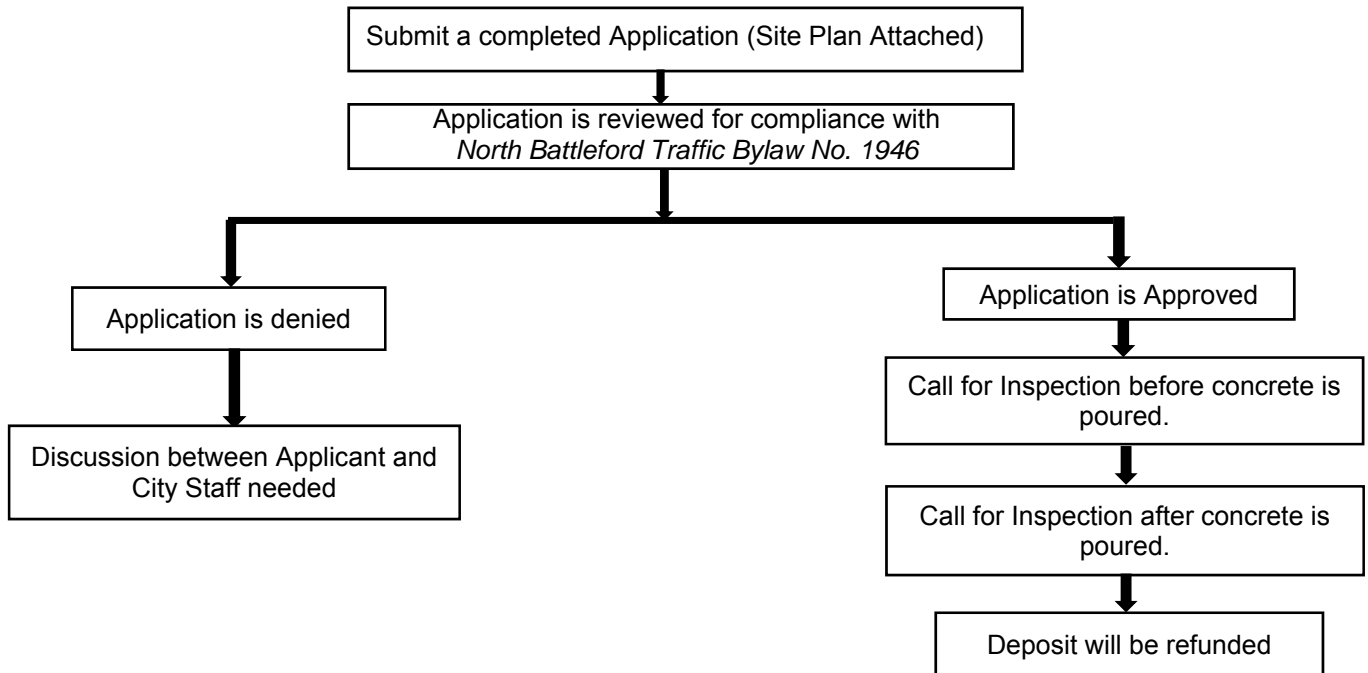 Submit a completed Application (Site Plan Attached)
Application is reviewed for compliance with
North Battleford Traffic Bylaw No. 1946
Application is denied
Discussion between Applicant and
City Staff needed
Application is Approved
Call for Inspection before concrete is
poured.
Call for Inspection after concrete is
poured.
Deposit will be refunded